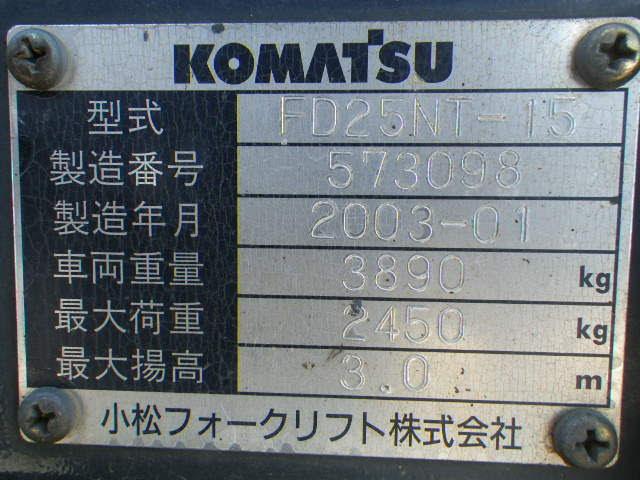 KOMATSU
型式 FD25NT-15
製造番号 573098
製造年月 2003-01
車両重量 3890 kg
最大荷重 2450 kg
最大揚高 3.0 m
小松フォークリフト株式会社